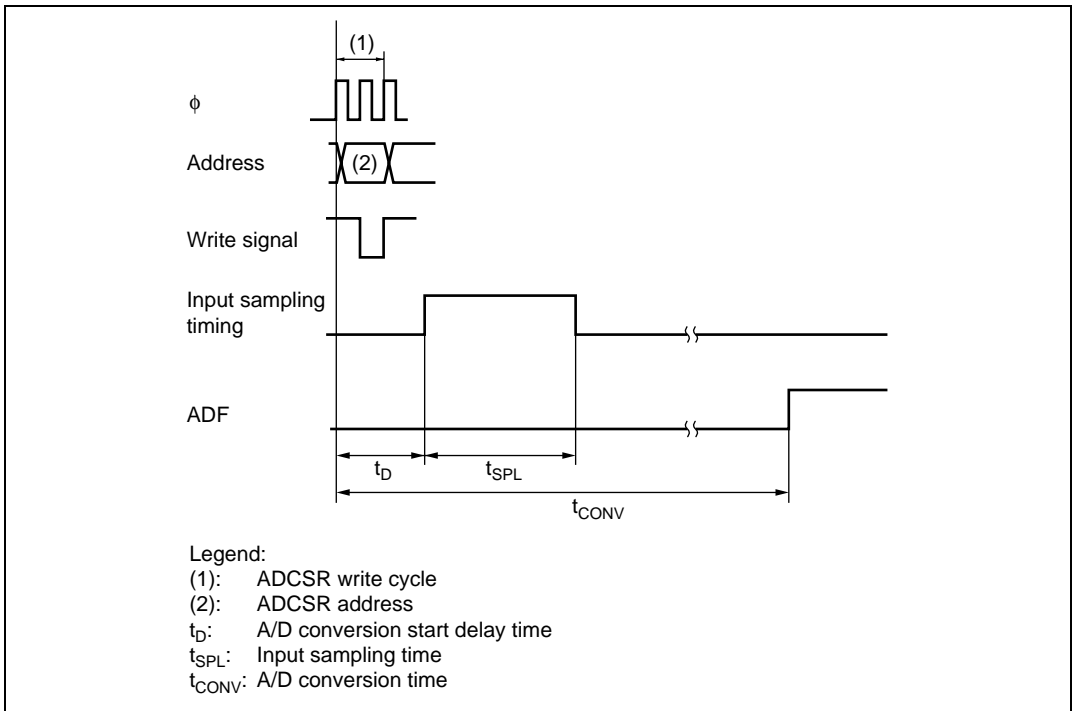 (1)
ϕ
Address
(2)
Write signal
Input sampling
timing
ADF
tD
tSPL
tCONV
Legend:
(1): ADCSR write cycle
(2): ADCSR address
tD: A/D conversion start delay time
tSPL: Input sampling time
tCONV: A/D conversion time